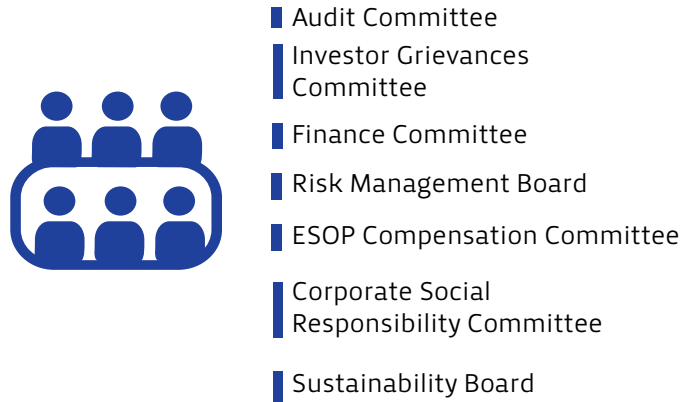 Audit Committee
Investor Grievances
Committee
Finance Committee
Risk Management Board
ESOP Compensation Committee
Corporate Social
Responsibility Committee
Sustainability Board